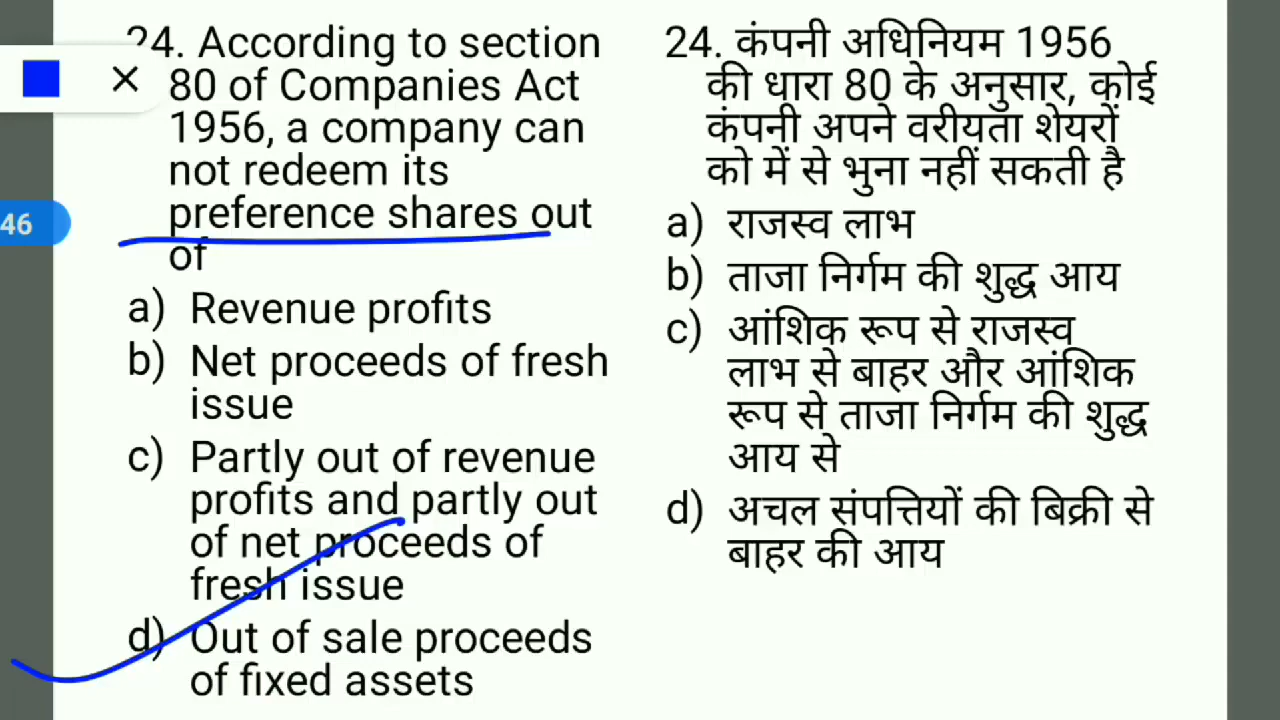 24. According to section
80 of Companies Act
1956, a company can
not redeem its
preference shares out
of
a) Revenue profits
b) Net proceeds of fresh
issue
c) Partly out of revenue
profits and partly out
of net proceeds of
fresh issue
d) Out of sale proceeds
of fixed assets
24. कंपनी अधिनियम 1956
की धारा 80 के अनुसार, कोई
कंपनी अपने वरीयता शेयरों
को में से भुना नहीं सकती है
a) राजस्व लाभ
b) ताजा निर्गम की शुद्ध आय
c) आंशिक रूप से राजस्व
लाभ से बाहर और आंशिक
रूप से ताजा निर्गम की शुद्ध
आय से
d) अचल संपत्तियों की बिक्री से
बाहर की आय
46